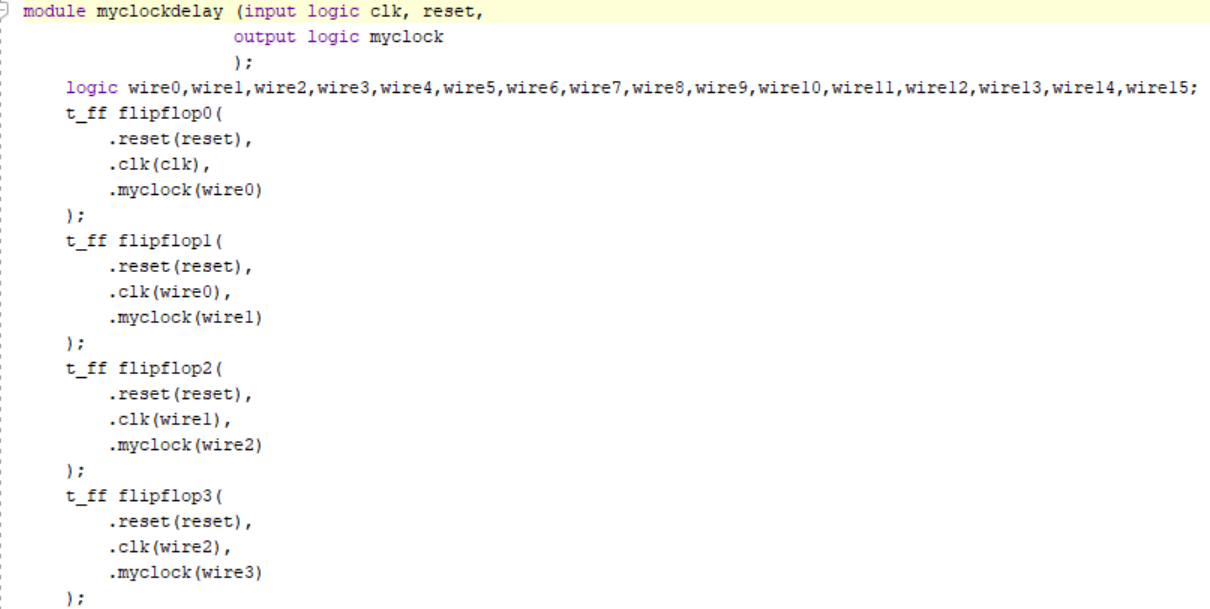 module myclockdelay (input logic clk, reset,
output logic myclock
);
logic wire0,wire1,wire2,wire3,wire4,wire5,wire6,wire7,wire8,wire9,wire10,wire11,wire12,wire13,wire14,wire15;
t_ff flipflop0(
.reset(reset),
.clk(clk),
.myclock(wire0)
);
t_ff flipflop1(
.reset(reset),
.clk(wire0),
.myclock(wire1)
);
t_ff flipflop2(
.reset(reset),
.clk(wire1),
.myclock(wire2)
);
t_ff flipflop3(
.reset(reset),
.clk(wire2),
.myclock(wire3)
);